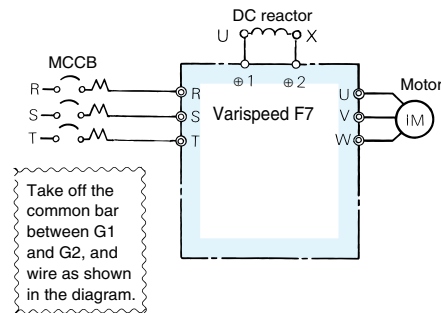 DC reactor
U X
MCCB
⊕1 ⊕2
Motor
R R U
S S Varispeed F7 V IM
T T W
Take off the
common bar
between G1
and G2, and
wire as shown
in the diagram.